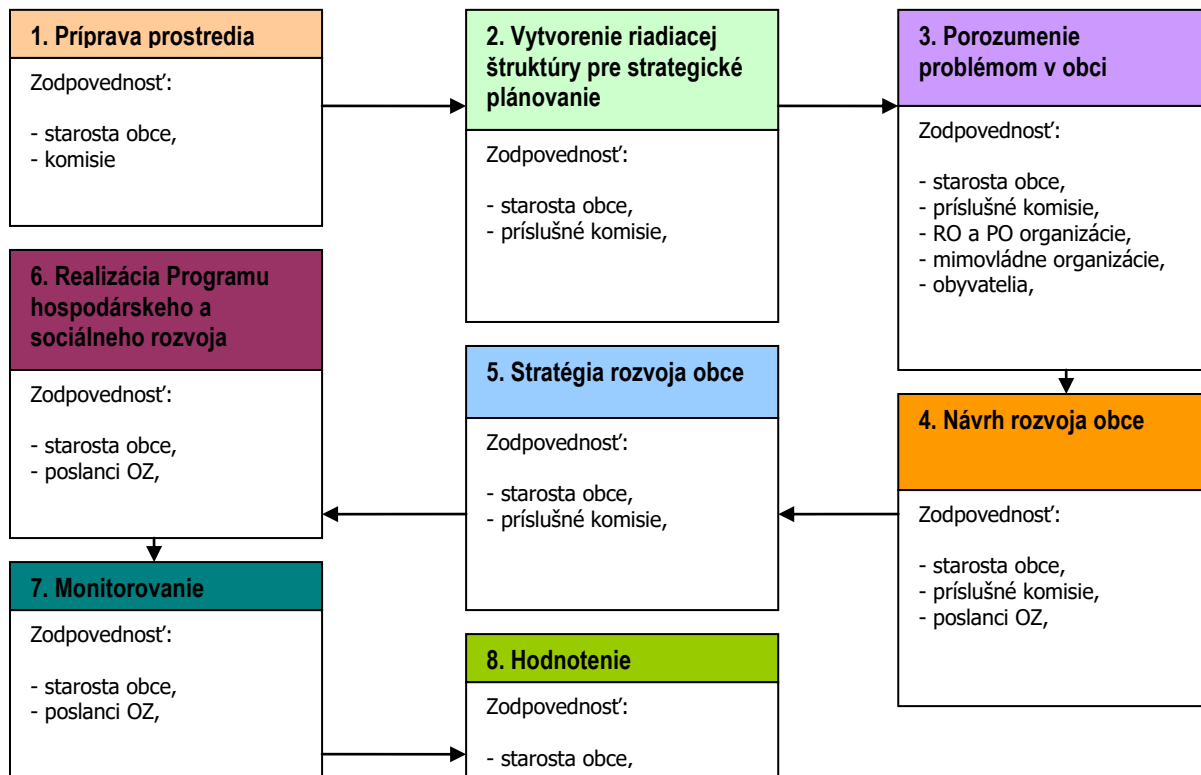 1. Príprava prostredia
Zodpovednosť:
- starosta obce,
- komisie
2. Vytvorenie riadiacej
štruktúry pre strategické
plánovanie
Zodpovednosť:
- starosta obce,
- príslušné komisie,
3. Porozumenie
problémom v obci
Zodpovednosť:
- starosta obce,
- príslušné komisie,
- RO a PO organizácie,
- mimovládne organizácie,
- obyvatelia,
4. Návrh rozvoja obce
Zodpovednosť:
- starosta obce,
- príslušné komisie,
- poslanci OZ,
5. Stratégia rozvoja obce
Zodpovednosť:
- starosta obce,
- príslušné komisie,
6. Realizácia Programu
hospodárskeho a
sociálneho rozvoja
Zodpovednosť:
- starosta obce,
- poslanci OZ,
7. Monitorovanie
Zodpovednosť:
- starosta obce,
- poslanci OZ,
8. Hodnotenie
Zodpovednosť:
- starosta obce,